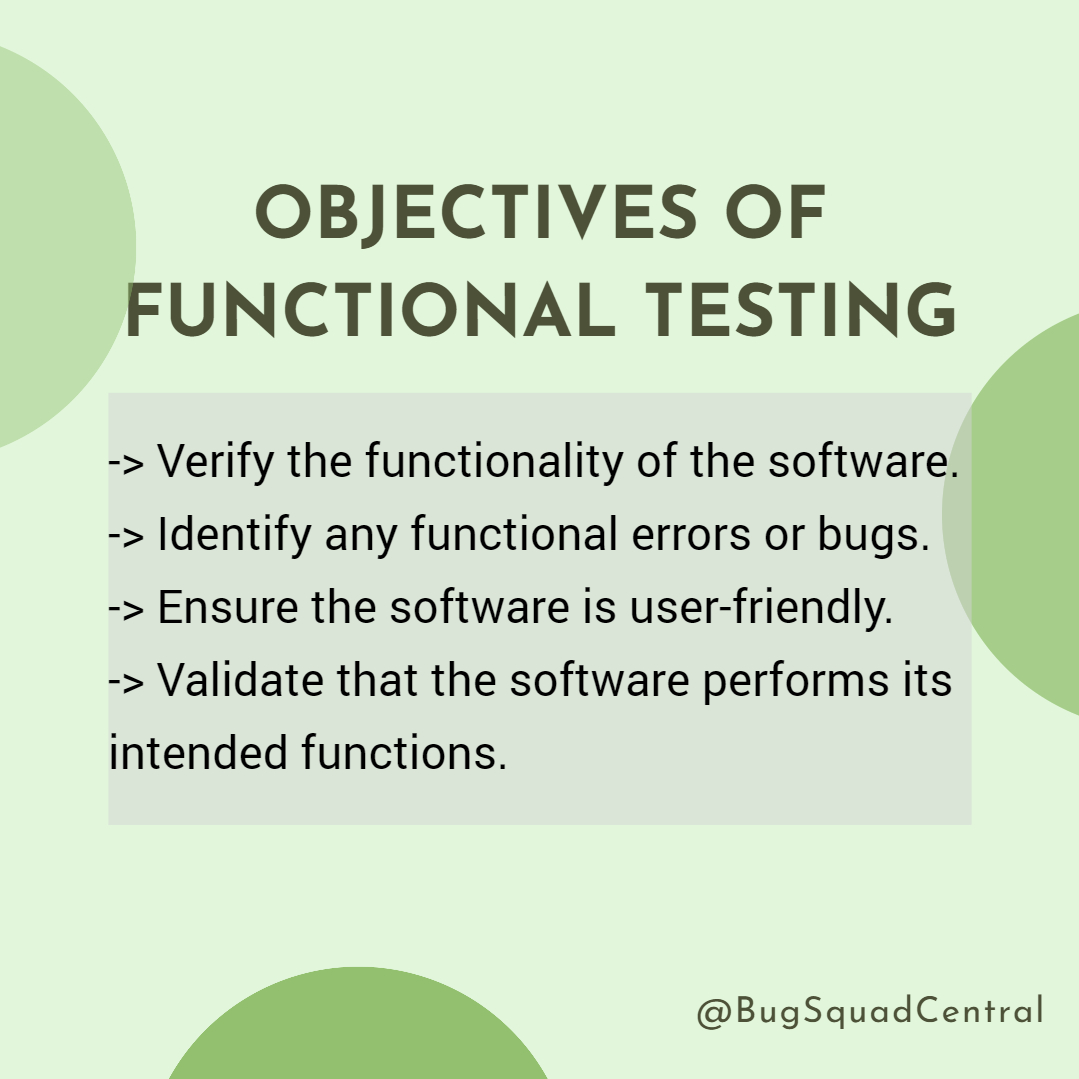 OBJECTIVES OF
FUNCTIONAL TESTING
-> Verify the functionality of the software.
-> Identify any functional errors or bugs.
-> Ensure the software is user-friendly.
-> Validate that the software performs its
intended functions.
@BugSquadCentral